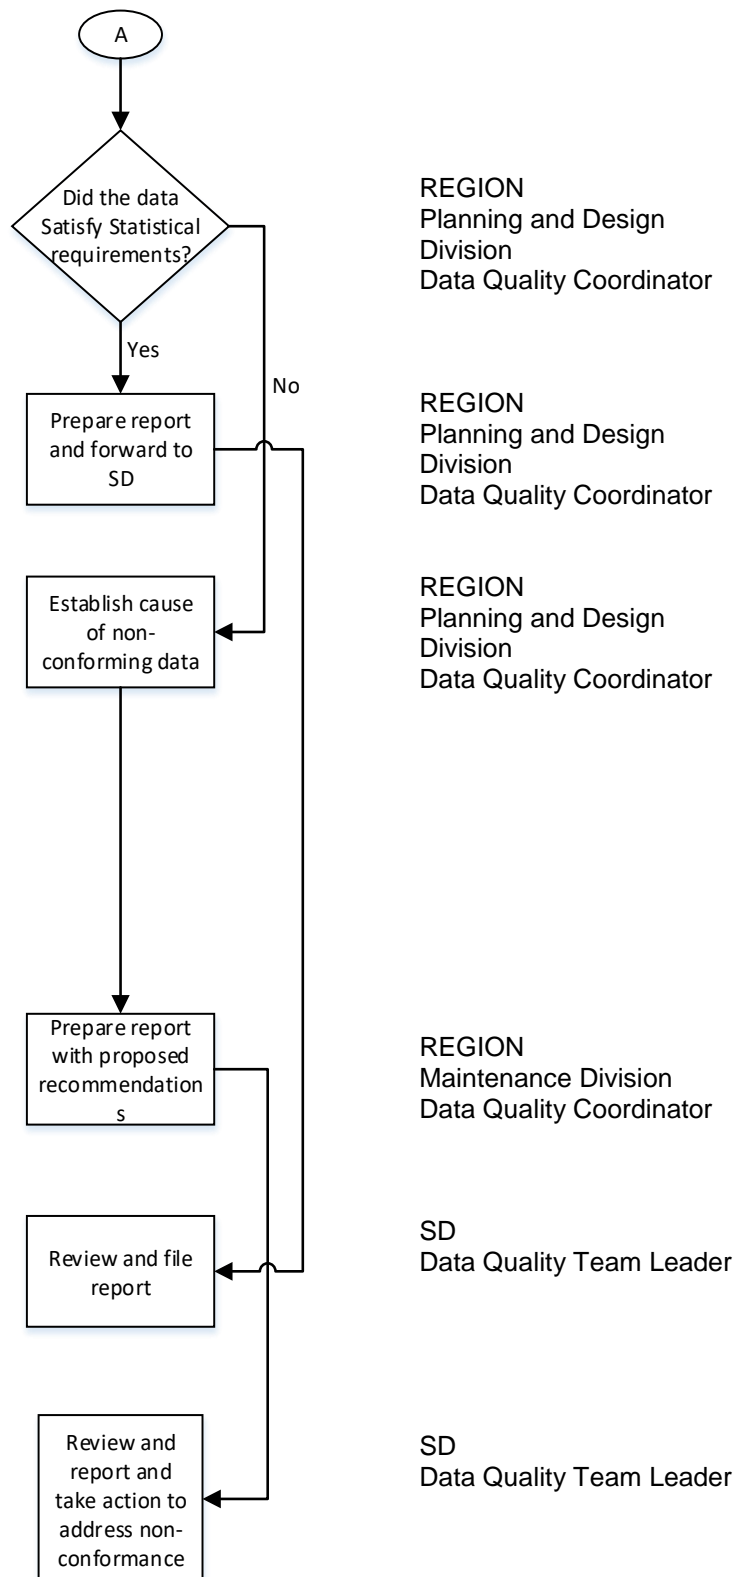 A
Did the data
Satisfy Statistical
requirements?
REGION
Planning and Design
Division
Data Quality Coordinator
Yes
No
Prepare report
and forward to
SD
REGION
Planning and Design
Division
Data Quality Coordinator
Establish cause
of non-
conforming data
REGION
Planning and Design
Division
Data Quality Coordinator
Prepare report
with proposed
recommendation
s
REGION
Maintenance Division
Data Quality Coordinator
Review and file
report
SD
Data Quality Team Leader
Review and
report and
take action to
address non-
conformance
SD
Data Quality Team Leader